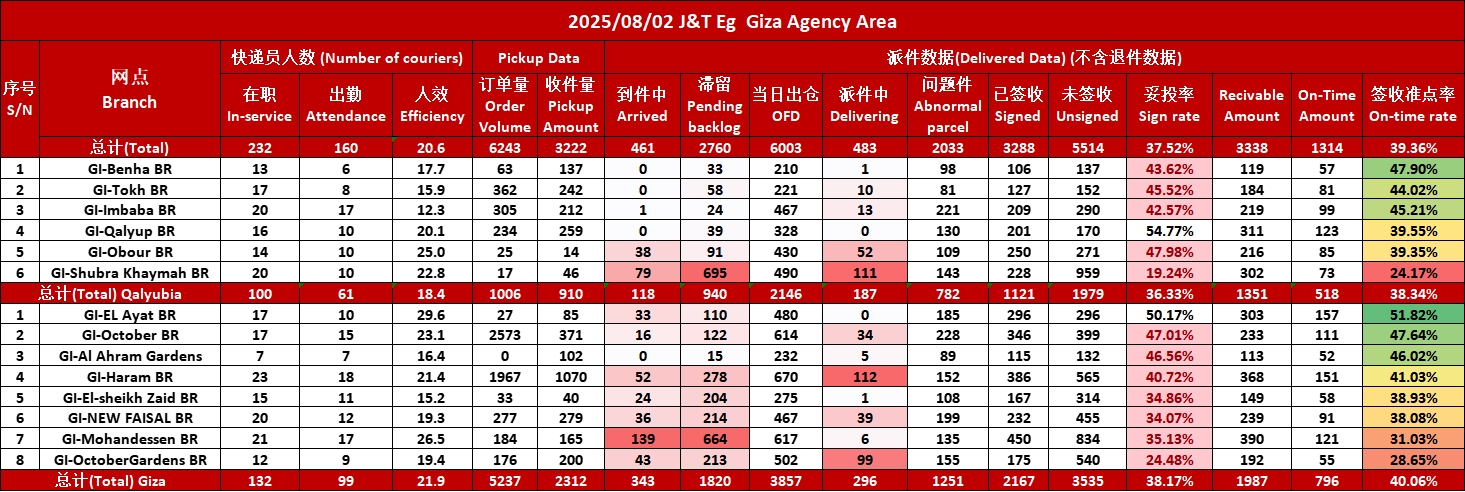 2025/08/02 J&T Eg  Giza Agency Area
序号 S/N | 网点 Branch | 快递员人数 (Number of couriers) | Pickup Data | 派件数据(Delivered Data) (不含退件数据)
在职 In-service | 出勤 Attendance | 人效 Efficiency | 订单量 Order Volume | 收件量 Pickup Amount | 到件中 Arrived | 滞留 Pending backlog | 当日出仓 OFD | 派件中 Delivering | 问题件 Abnormal parcel | 已签收 Signed | 未签收 Unsigned | 妥投率 Sign rate | Recivable Amount | On-Time Amount | 签收准点率 On-time rate
总计(Total) 232 160 20.6 6243 3222 461 2760 6003 483 2033 3288 5514 37.52% 3338 1314 39.36%
1 GI-Benha BR 13 6 17.7 63 137 0 33 210 1 98 106 137 43.62% 119 57 47.90%
2 GI-Tokh BR 17 8 15.9 362 242 0 58 221 10 81 127 152 45.52% 184 81 44.02%
3 GI-Imbaba BR 20 17 12.3 305 212 1 24 467 13 221 209 290 42.57% 219 99 45.21%
4 GI-Qalyup BR 16 10 20.1 234 259 0 39 328 0 130 201 170 54.77% 311 123 39.55%
5 GI-Obour BR 14 10 25.0 25 14 38 91 430 52 109 250 271 47.98% 216 85 39.35%
6 GI-Shubra Khaymah BR 20 10 22.8 17 46 79 695 490 111 143 228 959 19.24% 302 73 24.17%
总计(Total) Qalyubia 100 61 18.4 1006 910 118 940 2146 187 782 1121 1979 36.33% 1351 518 38.34%
1 GI-EL Ayat BR 17 10 29.6 27 85 33 110 480 0 185 296 296 50.17% 303 157 51.82%
2 GI-October BR 17 15 23.1 2573 371 16 122 614 34 228 346 399 47.01% 233 111 47.64%
3 GI-Al Ahram Gardens 7 7 16.4 0 102 0 15 232 5 89 115 132 46.56% 113 52 46.02%
4 GI-Haram BR 23 18 21.4 1967 1070 52 278 670 112 152 386 565 40.72% 368 151 41.03%
5 GI-El-sheikh Zaid BR 15 11 15.2 33 40 24 204 275 1 108 167 314 34.86% 149 58 38.93%
6 GI-NEW FAISAL BR 20 12 19.3 277 279 36 214 467 39 199 232 455 34.07% 239 91 38.08%
7 GI-Mohandessen BR 21 17 26.5 184 165 139 664 617 6 135 450 834 35.13% 390 121 31.03%
8 GI-OctoberGardens BR 12 9 19.4 176 200 43 213 502 99 155 175 540 24.48% 192 55 28.65%
总计(Total) Giza 132 99 21.9 5237 2312 343 1820 3857 296 1251 2167 3535 38.17% 1987 796 40.06%